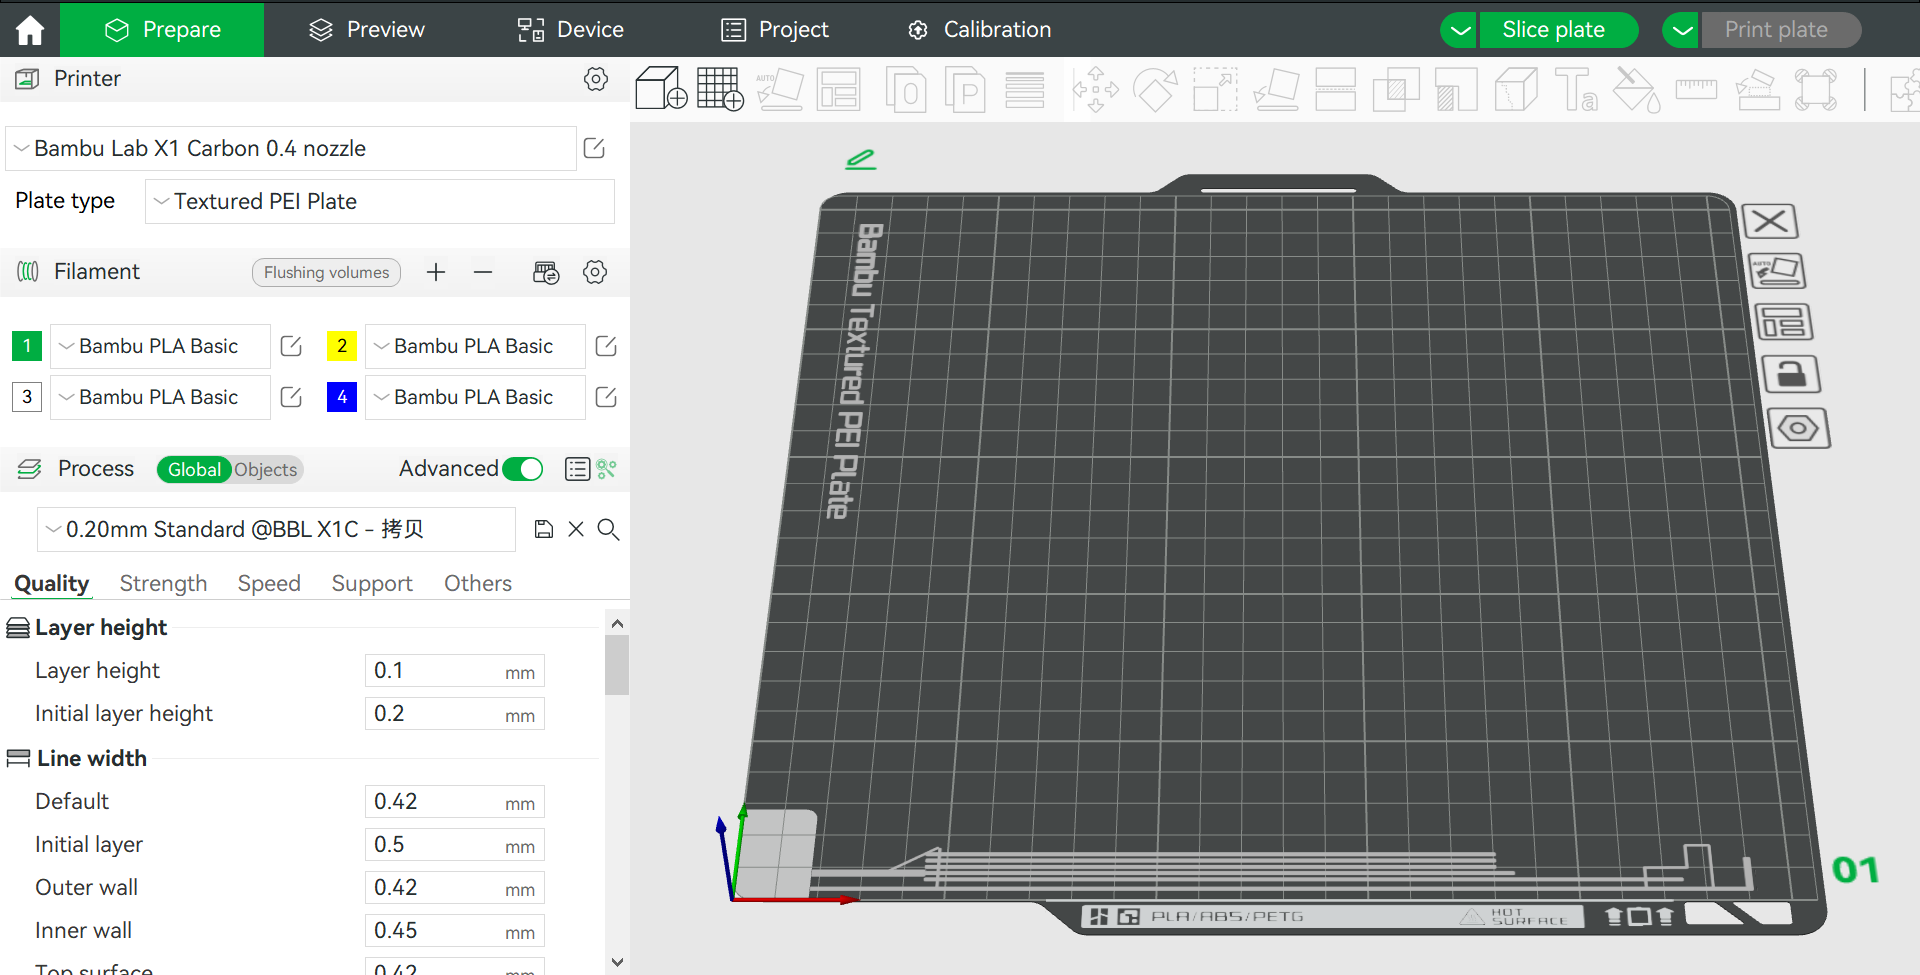 Prepare
Preview
Device
Project
Calibration
Slice plate
Print plate
Printer
Bambu Lab X1 Carbon 0.4 nozzle
Plate type
Textured PEI Plate
Filament
Flushing volumes
1
Bambu PLA Basic
2
Bambu PLA Basic
3
Bambu PLA Basic
4
Bambu PLA Basic
Process
Global
Objects
Advanced
0.20mm Standard @BBL X1C - 拷贝
Quality
Strength
Speed
Support
Others
Layer height
Layer height
0.1 mm
Initial layer height
0.2 mm
Line width
Default
0.42 mm
Initial layer
0.5 mm
Outer wall
0.42 mm
Inner wall
0.45 mm
Top surface
0.42 mm
AUTO
O
P
Ta
Bambu Textured PEI Plate
AUTO
01
PLA/ABS/PETG
HOT
SURFACE